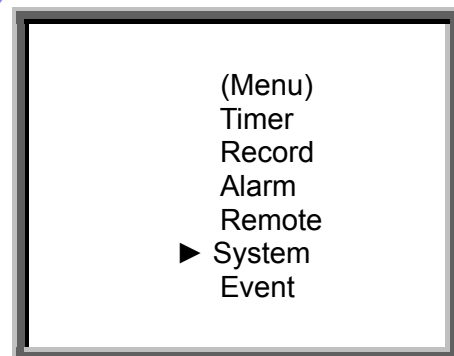 (Menu)
Timer
Record
Alarm
Remote
► System
Event